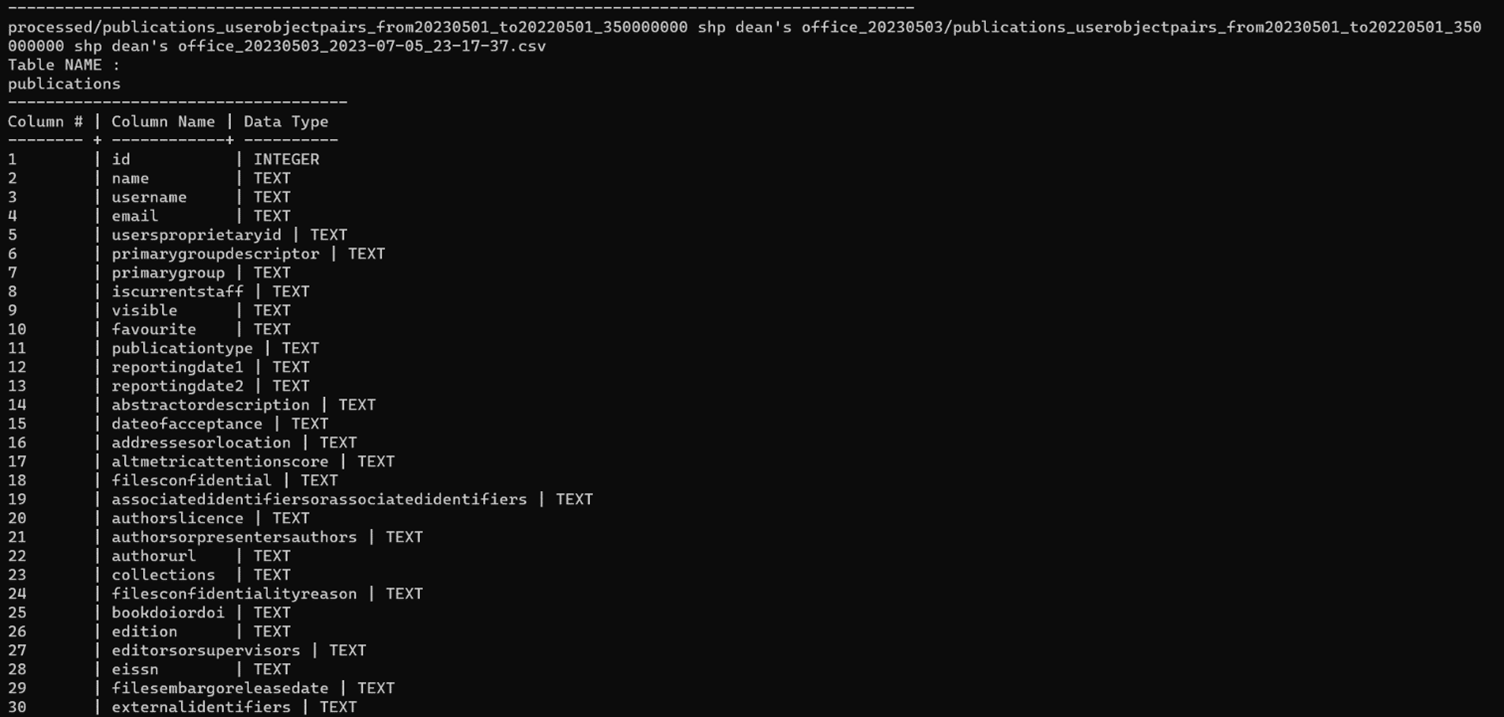 ------------------------------------------------------------------------------------------------
processed/publications_userobjectpairs_from20230501_to20220501_350000000 shp dean's office_20230503/publications_userobjectpairs_from20230501_to20220501_350
000000 shp dean's office_20230503_2023-07-05_23-17-37.csv
Table NAME :
publications
------------------------------------
Column # | Column Name | Data Type
-------- + ------------+ ----------
1        | id           | INTEGER
2        | name         | TEXT
3        | username     | TEXT
4        | email        | TEXT
5        | usersproprietaryid | TEXT
6        | primarygroupdescriptor | TEXT
7        | primarygroup | TEXT
8        | iscurrentstaff | TEXT
9        | visible      | TEXT
10       | favourite    | TEXT
11       | publicationtype | TEXT
12       | reportingdate1 | TEXT
13       | reportingdate2 | TEXT
14       | abstractordescription | TEXT
15       | dateofacceptance | TEXT
16       | addressesorlocation | TEXT
17       | altmetricattentionscore | TEXT
18       | filesconfidential | TEXT
19       | associatedidentifiersorassociatedidentifiers | TEXT
20       | authorslicence | TEXT
21       | authorsorpresentersauthors | TEXT
22       | authorurl    | TEXT
23       | collections  | TEXT
24       | filesconfidentialityreason | TEXT
25       | bookdoiordoi | TEXT
26       | edition      | TEXT
27       | editorsorsupervisors | TEXT
28       | eissn        | TEXT
29       | filesembargoreleasedate | TEXT
30       | externalidentifiers | TEXT